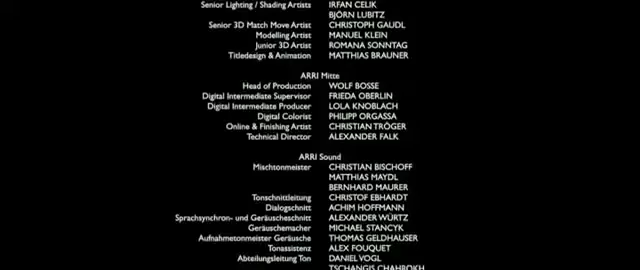 Senior Lighting / Shading Artists IRFAN CELIK
BJÖRN LUBITZ
Senior 3D Match Move Artist CHRISTOPH GAUDL
Modelling Artist MANUEL KLEIN
Junior 3D Artist ROMANA SONNTAG
Titledesign & Animation MATTHIAS BRAUNER
ARRI Mitte
Head of Production WOLF BOSSE
Digital Intermediate Supervisor FRIEDA OBERLIN
Digital Intermediate Producer LOLA KNOBLACH
Digital Colorist PHILIPP ORGASSA
Online & Finishing Artist CHRISTIAN TRÖGER
Technical Director ALEXANDER FALK
ARRI Sound
Mischtonmeister CHRISTIAN BISCHOFF
MATTHIAS MAYDL
BERNHARD MAURER
Tonschnittleitung CHRISTOF EBHARDT
Dialogschnitt ACHIM HOFFMANN
Sprachsynchron- und Geräuscheschnitt ALEXANDER WÜRTZ
Geräuschemacher MICHAEL STANCYK
Aufnahmetonmeister Geräusche THOMAS GELDHAUSER
Tonassistenz ALEX FOUQUET
Abteilungsleitung Ton DANIEL VOGL
TSCHANGIS CHAHROKH